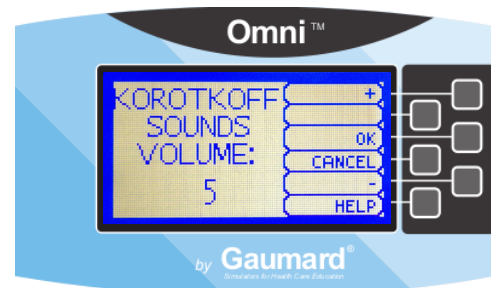 Omni™
KOROTKOFF
SOUNDS
VOLUME:
5
+
OK
CANCEL
-
HELP
by Gaumard®
Simulators for Health Care Education